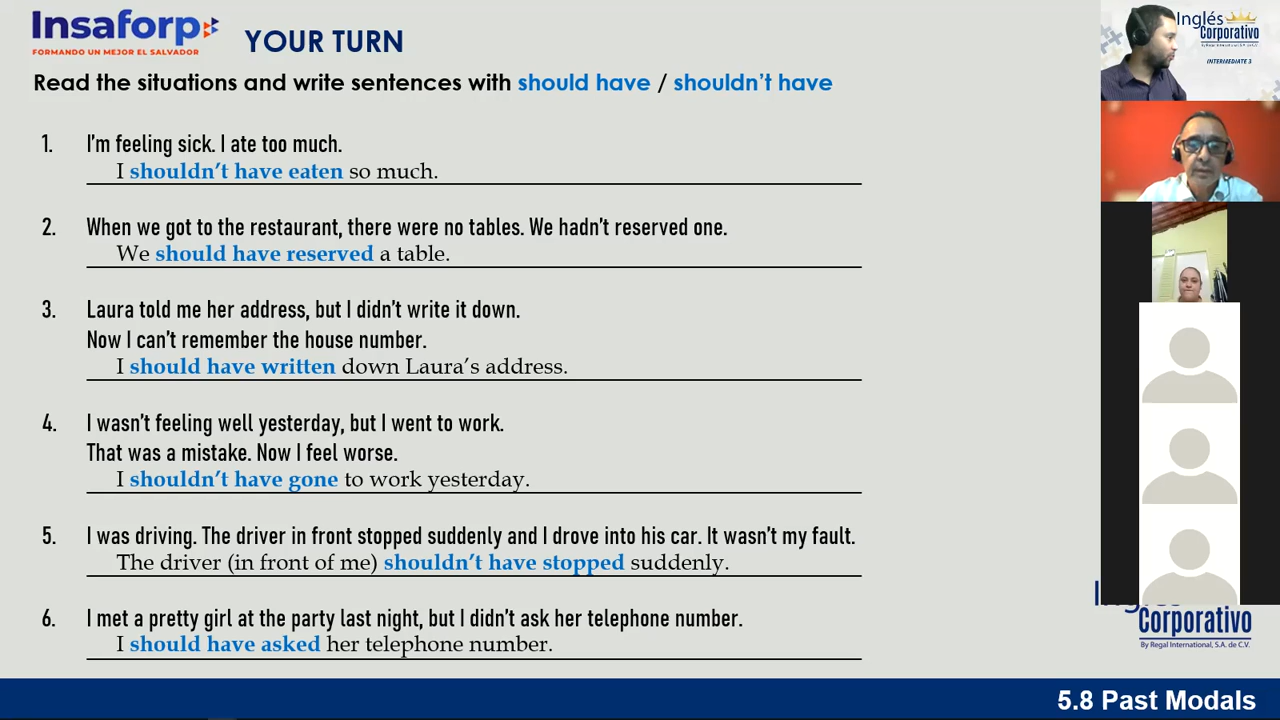 Insaforp
FORMANDO UN MEJOR EL SALVADOR
YOUR TURN
Read the situations and write sentences with should have / shouldn't have
1. I'm feeling sick. I ate too much.
I shouldn't have eaten so much.
2. When we got to the restaurant, there were no tables. We hadn't reserved one.
We should have reserved a table.
3. Laura told me her address, but I didn't write it down.
Now I can't remember the house number.
I should have written down Laura's address.
4. I wasn't feeling well yesterday, but I went to work.
That was a mistake. Now I feel worse.
I shouldn't have gone to work yesterday.
5. I was driving. The driver in front stopped suddenly and I drove into his car. It wasn't my fault.
The driver (in front of me) shouldn't have stopped suddenly.
6. I met a pretty girl at the party last night, but I didn't ask her telephone number.
I should have asked her telephone number.
Inglés
Corporativo
By Regal International, S.A. de C.V.
INTERMEDIATE 3
Corporativo
By Regal International, S.A. de C.V.
5.8 Past Modals